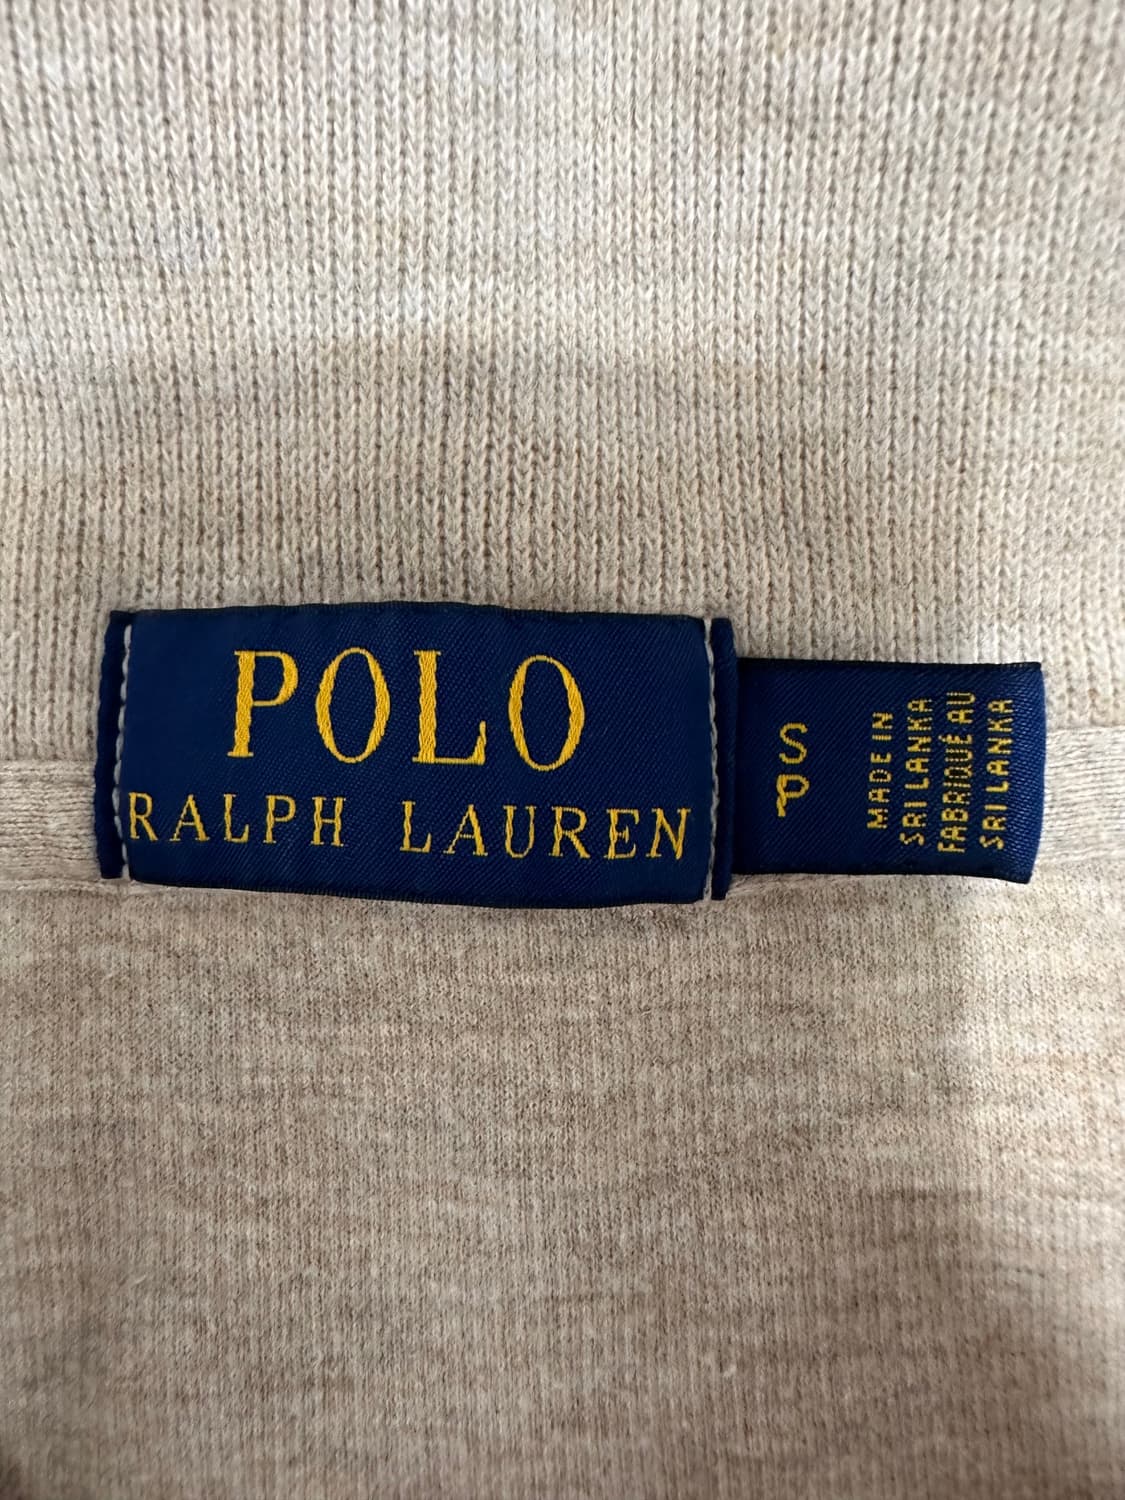 POLO
RALPH LAUREN
S
P
MADE IN
SRI LANKA
FABRIQUÉ AU
SRI LANKA